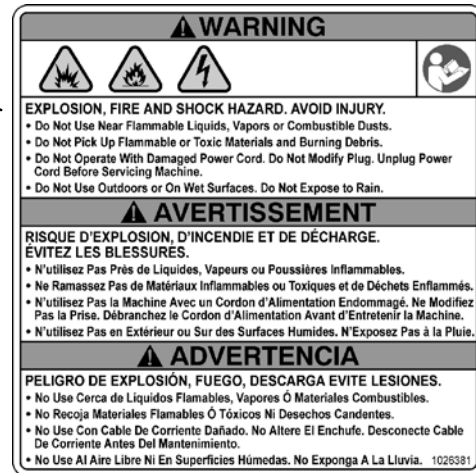 WARNING
EXPLOSION, FIRE AND SHOCK HAZARD. AVOID INJURY.
• Do Not Use Near Flammable Liquids, Vapors or Combustible Dusts.
• Do Not Pick Up Flammable or Toxic Materials and Burning Debris.
• Do Not Operate With Damaged Power Cord. Do Not Modify Plug. Unplug Power
Cord Before Servicing Machine.
• Do Not Use Outdoors or On Wet Surfaces. Do Not Expose to Rain.
AVERTISSEMENT
RISQUE D'EXPLOSION, D'INCENDIE ET DE DÉCHARGE.
ÉVITEZ LES BLESSURES.
• N'utilisez Pas Près de Liquides, Vapeurs ou Poussières Inflammables.
• Ne Ramassez Pas de Matériaux Inflammables ou Toxiques et de Déchets Enflammés.
• N'utilisez Pas la Machine Avec un Cordon d'Alimentation Endommagé. Ne Modifiez
Pas la Prise. Débranchez le Cordon d'Alimentation Avant d'Entretenir la Machine.
• N'utilisez Pas en Extérieur ou Sur des Surfaces Humides. N'Exposez Pas à la Pluie.
ADVERTENCIA
PELIGRO DE EXPLOSIÓN, FUEGO, DESCARGA EVITE LESIONES.
• No Use Cerca de Líquidos Flamables, Vapores Ó Materiales Combustibles.
• No Recoja Materiales Flamables Ó Tóxicos Ni Desechos Candentes.
• No Use Con Cable De Corriente Dañado. No Altere El Enchufe. Desconecte Cable
De Corriente Antes Del Mantenimiento.
• No Use Al Aire Libre Ni En Superficies Húmedas. No Exponga A La Lluvia. 1026381